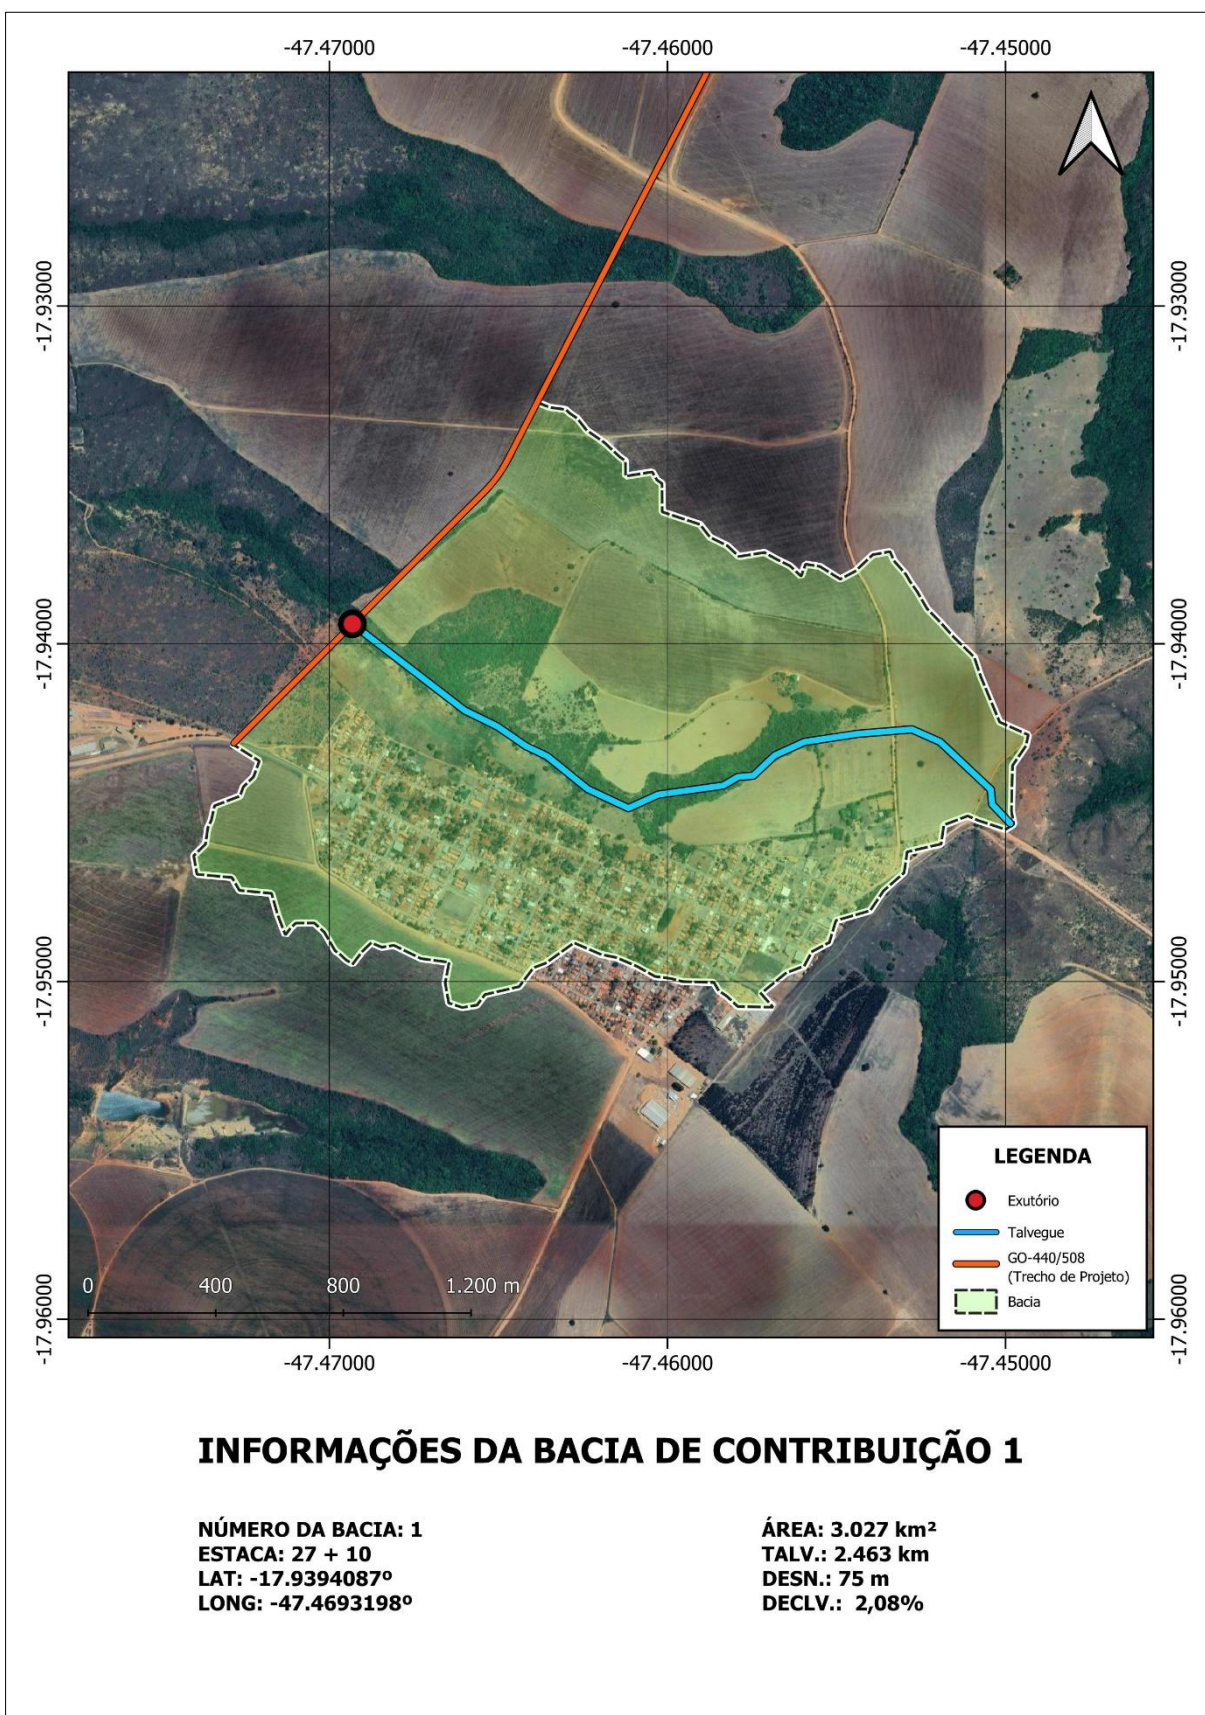 -47.47000 -47.46000 -47.45000
-17.93000 -17.93000
-17.94000 -17.94000
-17.95000 -17.95000
-17.96000 -17.96000
LEGENDA
Exutório
Talvegue
GO-440/508
(Trecho de Projeto)
Bacia
0 400 800 1.200 m
-47.47000 -47.46000 -47.45000
INFORMAÇÕES DA BACIA DE CONTRIBUIÇÃO 1
NÚMERO DA BACIA: 1
ESTACA: 27 + 10
LAT: -17.9394087º
LONG: -47.4693198º
ÁREA: 3.027 km²
TALV.: 2.463 km
DESN.: 75 m
DECLV.: 2,08%